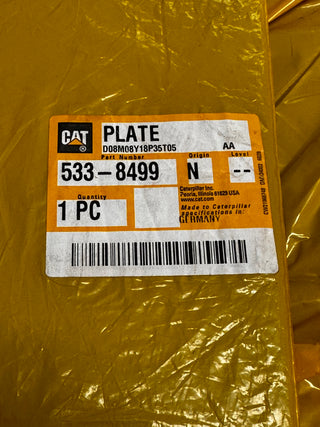 CAT
®
PLATE
D08M08Y18P35T05
AA
Part Number
Origin
Level
533-8499
N
--
Caterpillar Inc.
Peoria, Illinois 61629 USA
www.cat.com
Quantity
1 PC
Made to Caterpillar
specifications in:
GERMANY